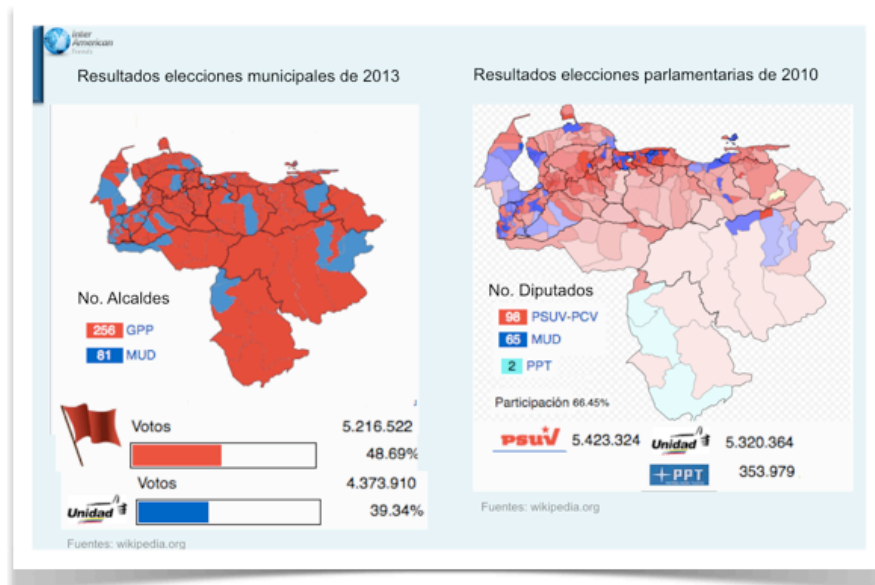 Inter
American
Resultados elecciones municipales de 2013
No. Alcaldes
256 GPP
81 MUD
Votos 5.216.522
48.69%
Votos 4.373.910
Unidad 39.34%
Fuentes: wikipedia.org
Resultados elecciones parlamentarias de 2010
No. Diputados
98 PSUV-PCV
65 MUD
2 PPT
Participación 66.45%
PSUV 5.423.324 Unidad 5.320.364
PPT 353.979
Fuentes: wikipedia.org